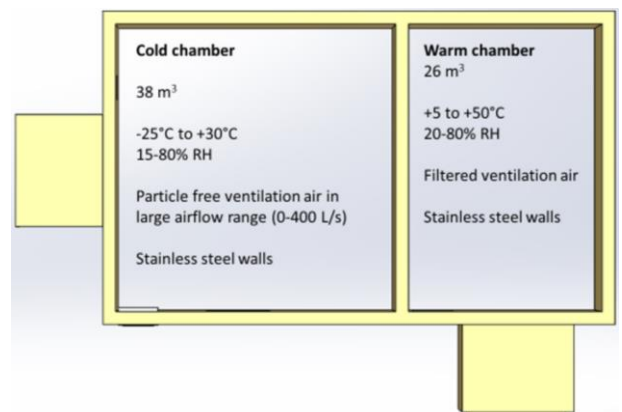 Cold chamber
38 m³
-25°C to +30°C
15-80% RH
Particle free ventilation air in
large airflow range (0-400 L/s)
Stainless steel walls
Warm chamber
26 m³
+5 to +50°C
20-80% RH
Filtered ventilation air
Stainless steel walls